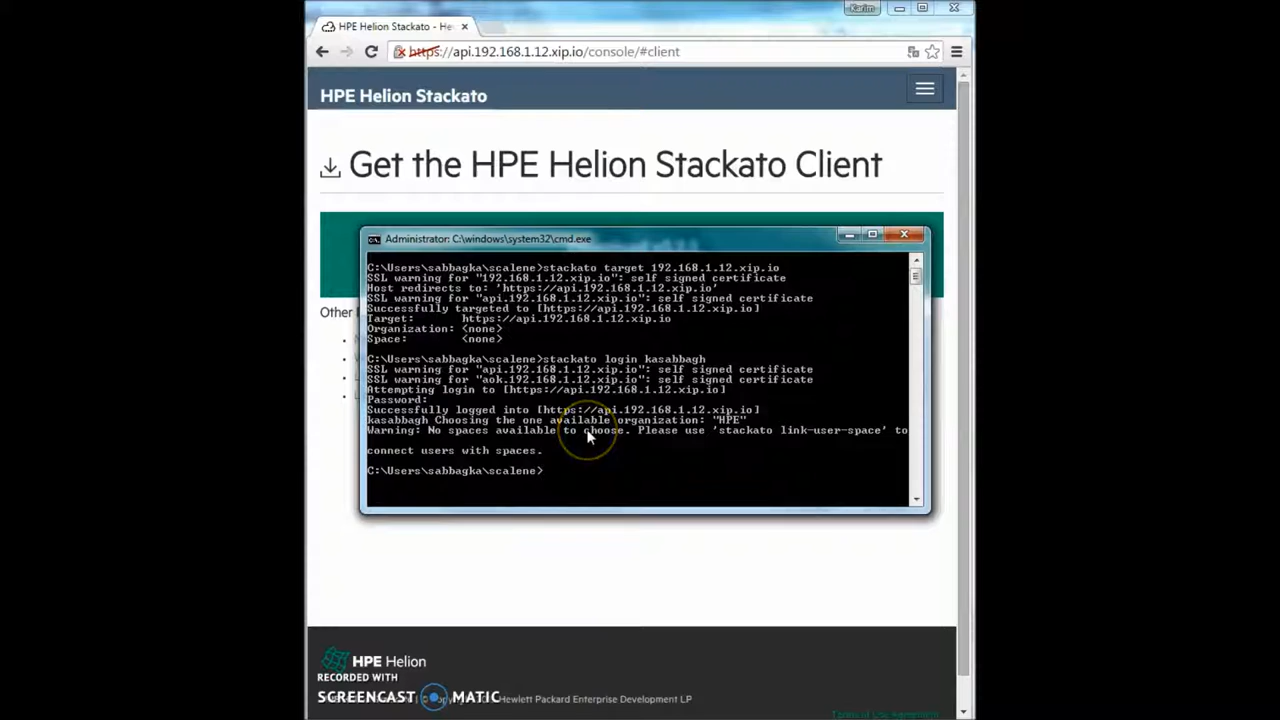 Karim
HPE Helion Stackato - He
https://api.192.168.1.12.xip.io/console/#client
HPE Helion Stackato
Get the HPE Helion Stackato Client
Administrator: C:\windows\system32\cmd.exe
C:\Users\sabbagka\scalene>stackato target 192.168.1.12.xip.io
SSL warning for "192.168.1.12.xip.io": self signed certificate
Host redirects to: 'https://api.192.168.1.12.xip.io'
SSL warning for "api.192.168.1.12.xip.io": self signed certificate
Successfully targeted to [https://api.192.168.1.12.xip.io]
Target: https://api.192.168.1.12.xip.io
Organization: <none>
Space: <none>
C:\Users\sabbagka\scalene>stackato login kasabbagh
SSL warning for "api.192.168.1.12.xip.io": self signed certificate
SSL warning for "aok.192.168.1.12.xip.io": self signed certificate
Attempting login to [https://api.192.168.1.12.xip.io]
Password:
Successfully logged into [https://api.192.168.1.12.xip.io]
kasabbagh Choosing the one available organization: "HPE"
Warning: No spaces available to choose. Please use 'stackato link-user-space' to
connect users with spaces.
C:\Users\sabbagka\scalene>
Other
HPE Helion
RECORDED WITH
SCREENCAST MATIC
Hewlett Packard Enterprise Development LP
Terms of Use Agreement